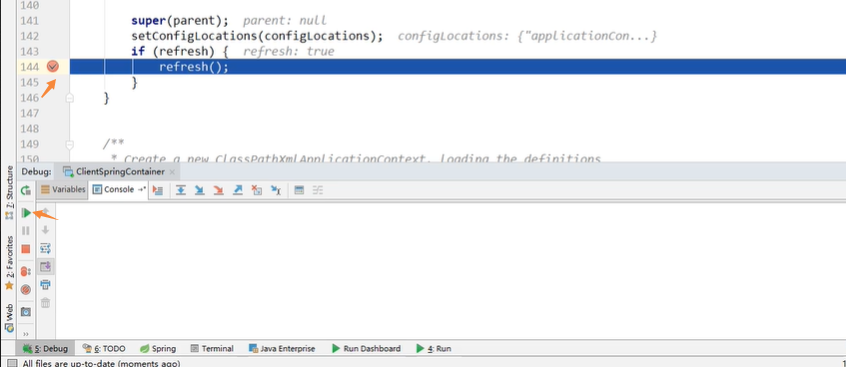 140
141 super(parent); parent: null
142 setConfigLocations(configLocations); configLocations: {"applicationCon...}
143 if (refresh) { refresh: true
144 refresh();
145 }
146 }
147
148
149 /**
150 * Create a new ClassPathXmlApplicationContext, loading the definitions
Debug: ClientSpringContainer
Variables Console
Z: Structure
2: Favorites
Web
5: Debug 6: TODO Spring Terminal Java Enterprise Run Dashboard 4: Run
All files are up-to-date (moments ago) 1